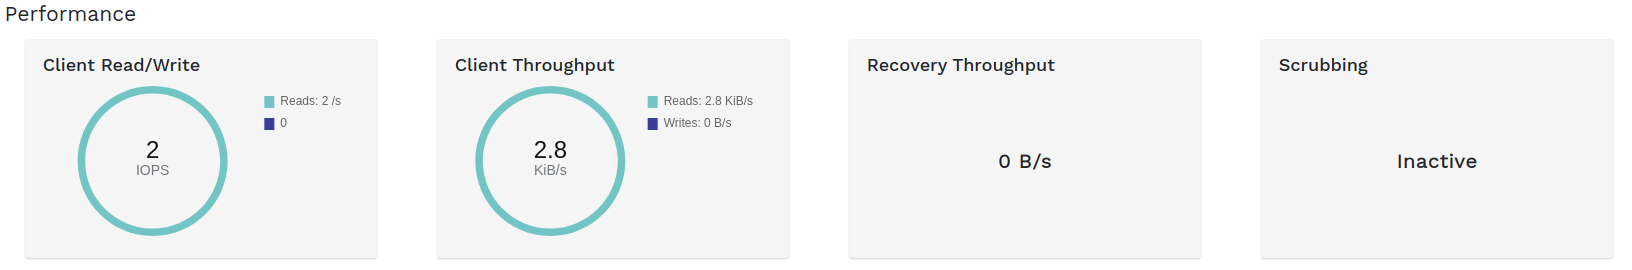 Performance
Client Read/Write
Reads: 2 /s
0
2
IOPS
Client Throughput
Reads: 2.8 KiB/s
Writes: 0 B/s
2.8
KiB/s
Recovery Throughput
0 B/s
Scrubbing
Inactive